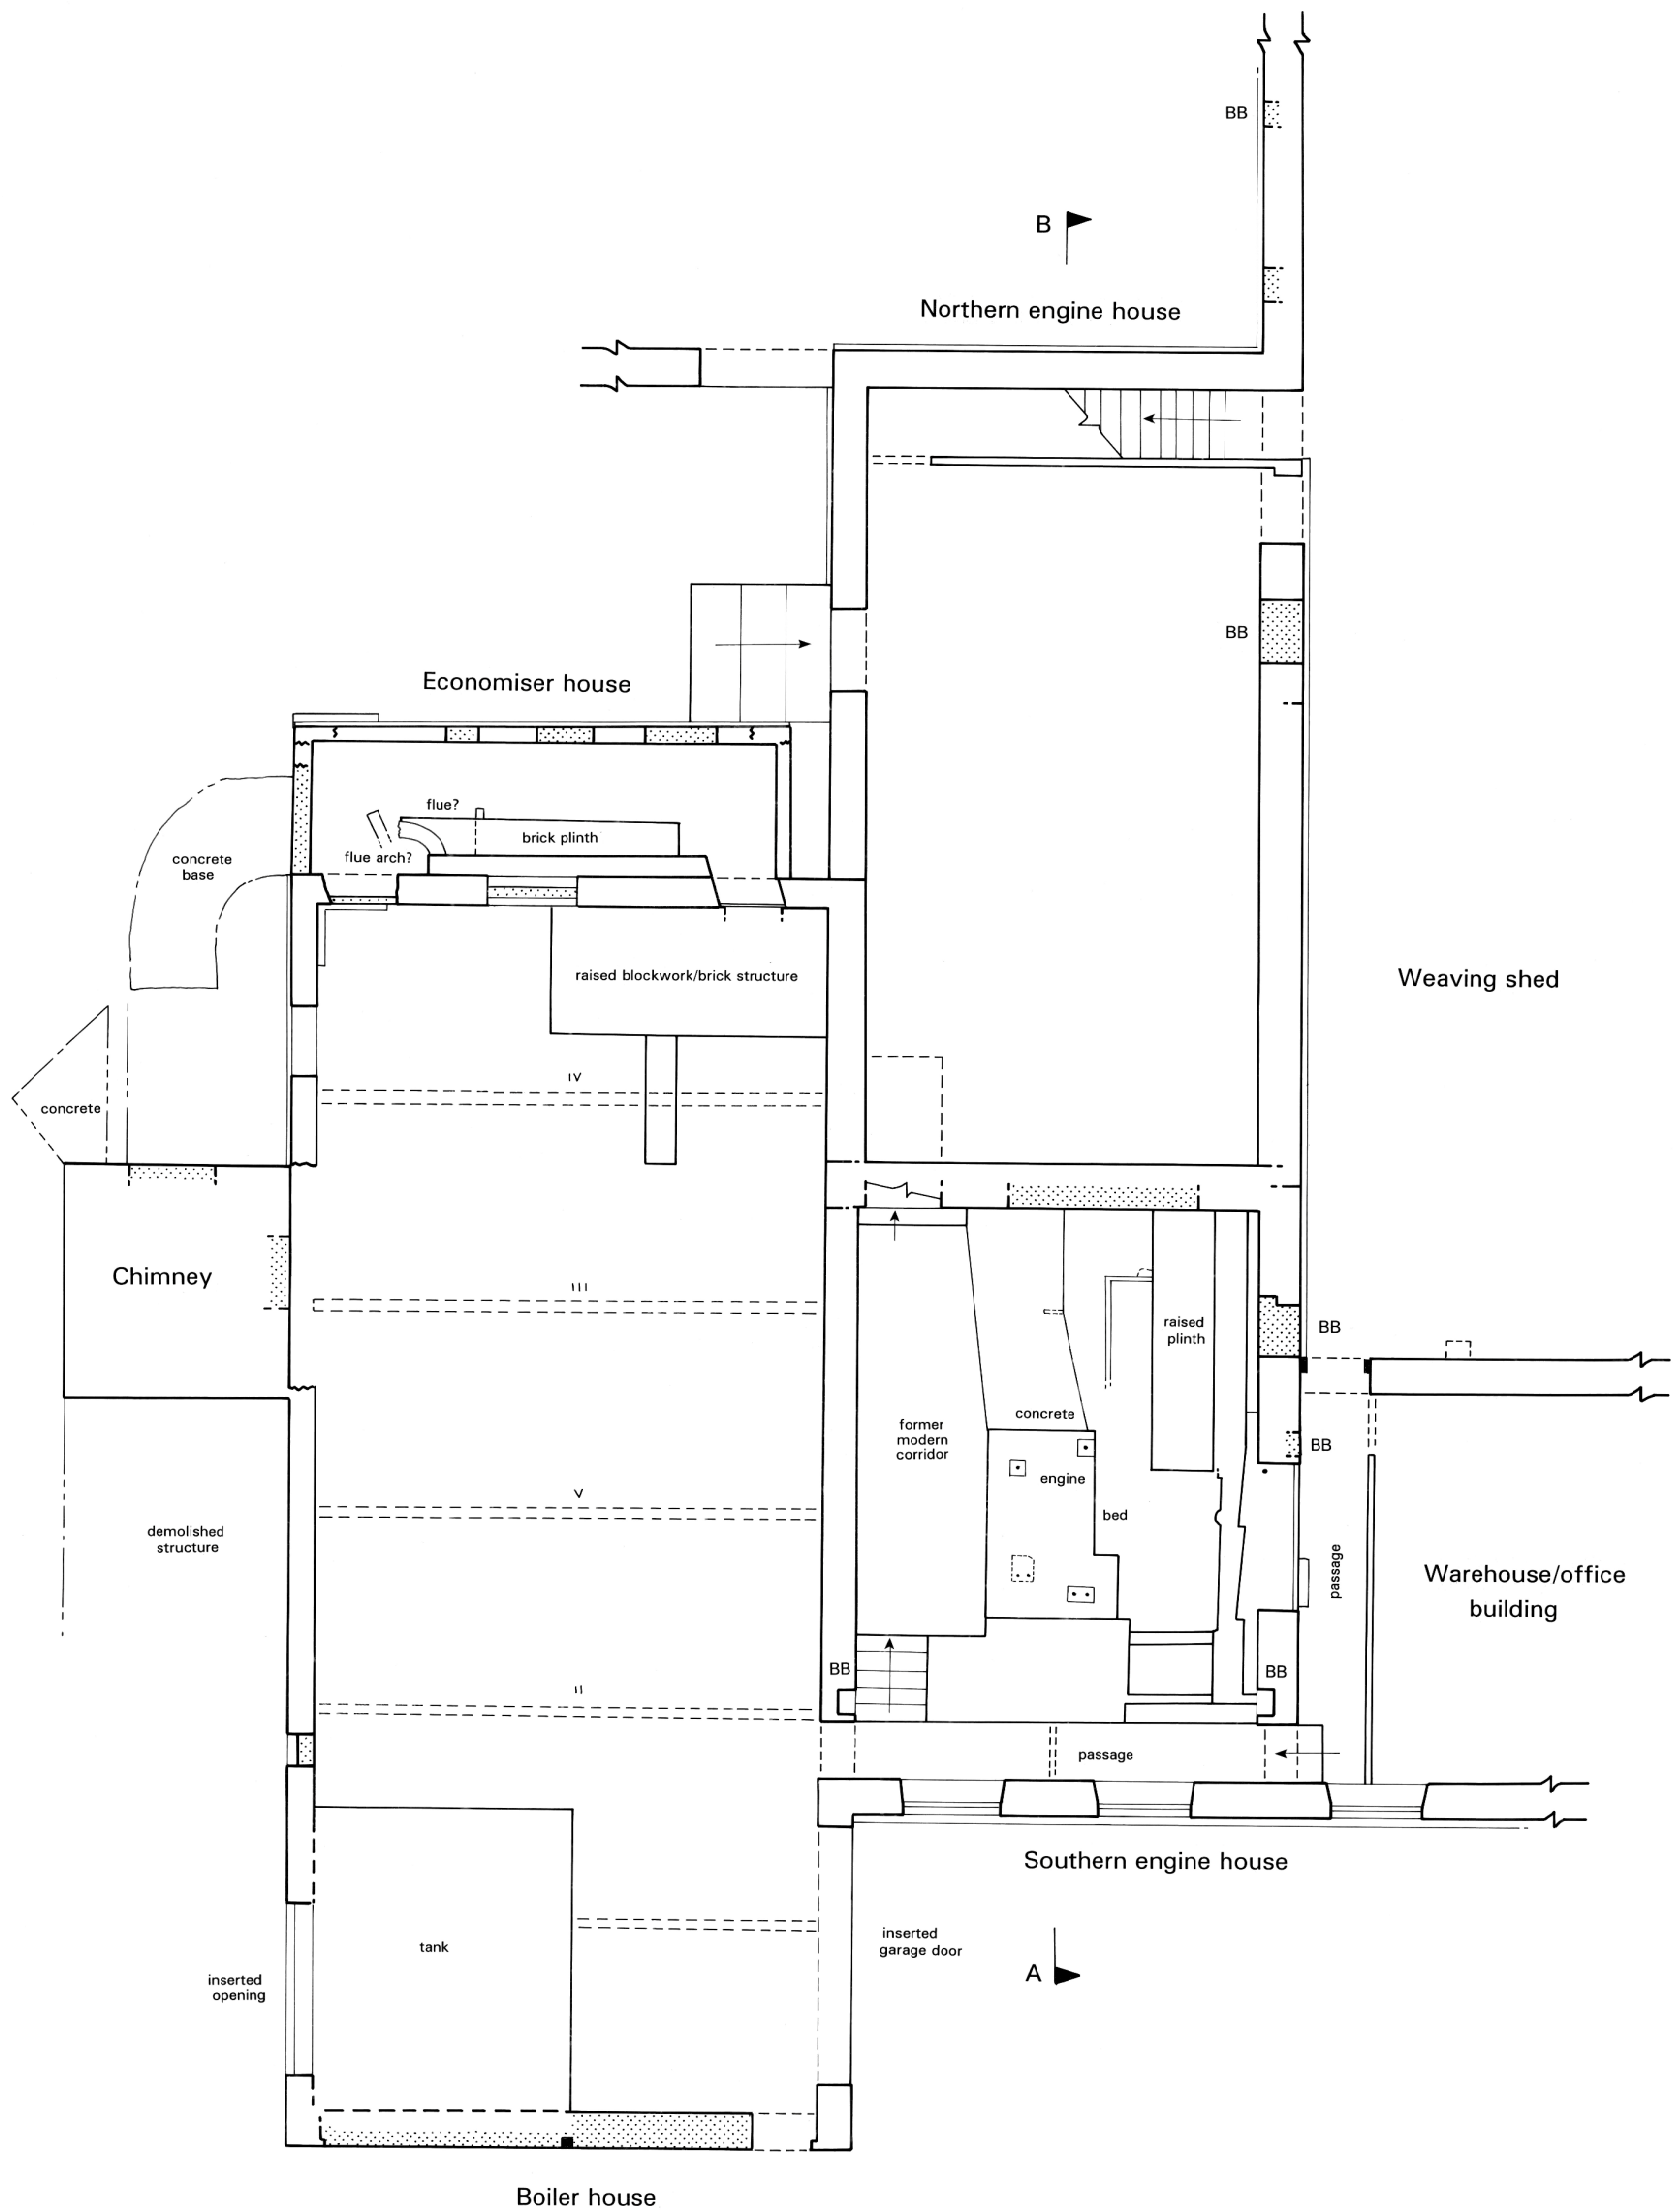 BB
B
Northern engine house
BB
Economiser house
flue?
brick plinth
flue arch?
concrete
base
raised blockwork/brick structure
Weaving shed
IV
concrete
Chimney
III
raised
plinth
BB
concrete
former
modern
corridor
BB
engine
V
bed
demolished
structure
passage
Warehouse/office
building
BB
BB
II
passage
Southern engine house
inserted
garage door
tank
A
inserted
opening
Boiler house